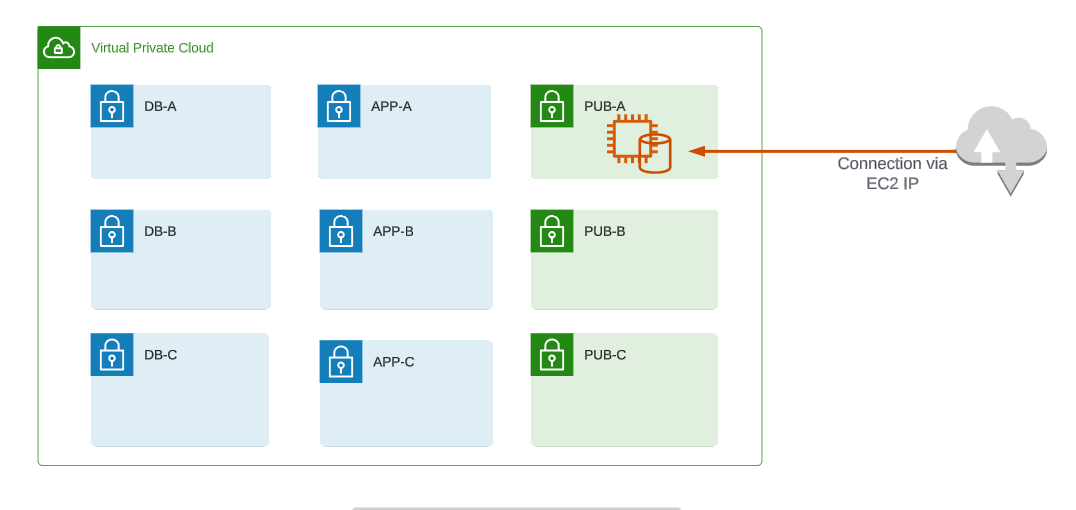 Virtual Private Cloud
DB-A
APP-A
PUB-A
Connection via
EC2 IP
DB-B
APP-B
PUB-B
DB-C
APP-C
PUB-C